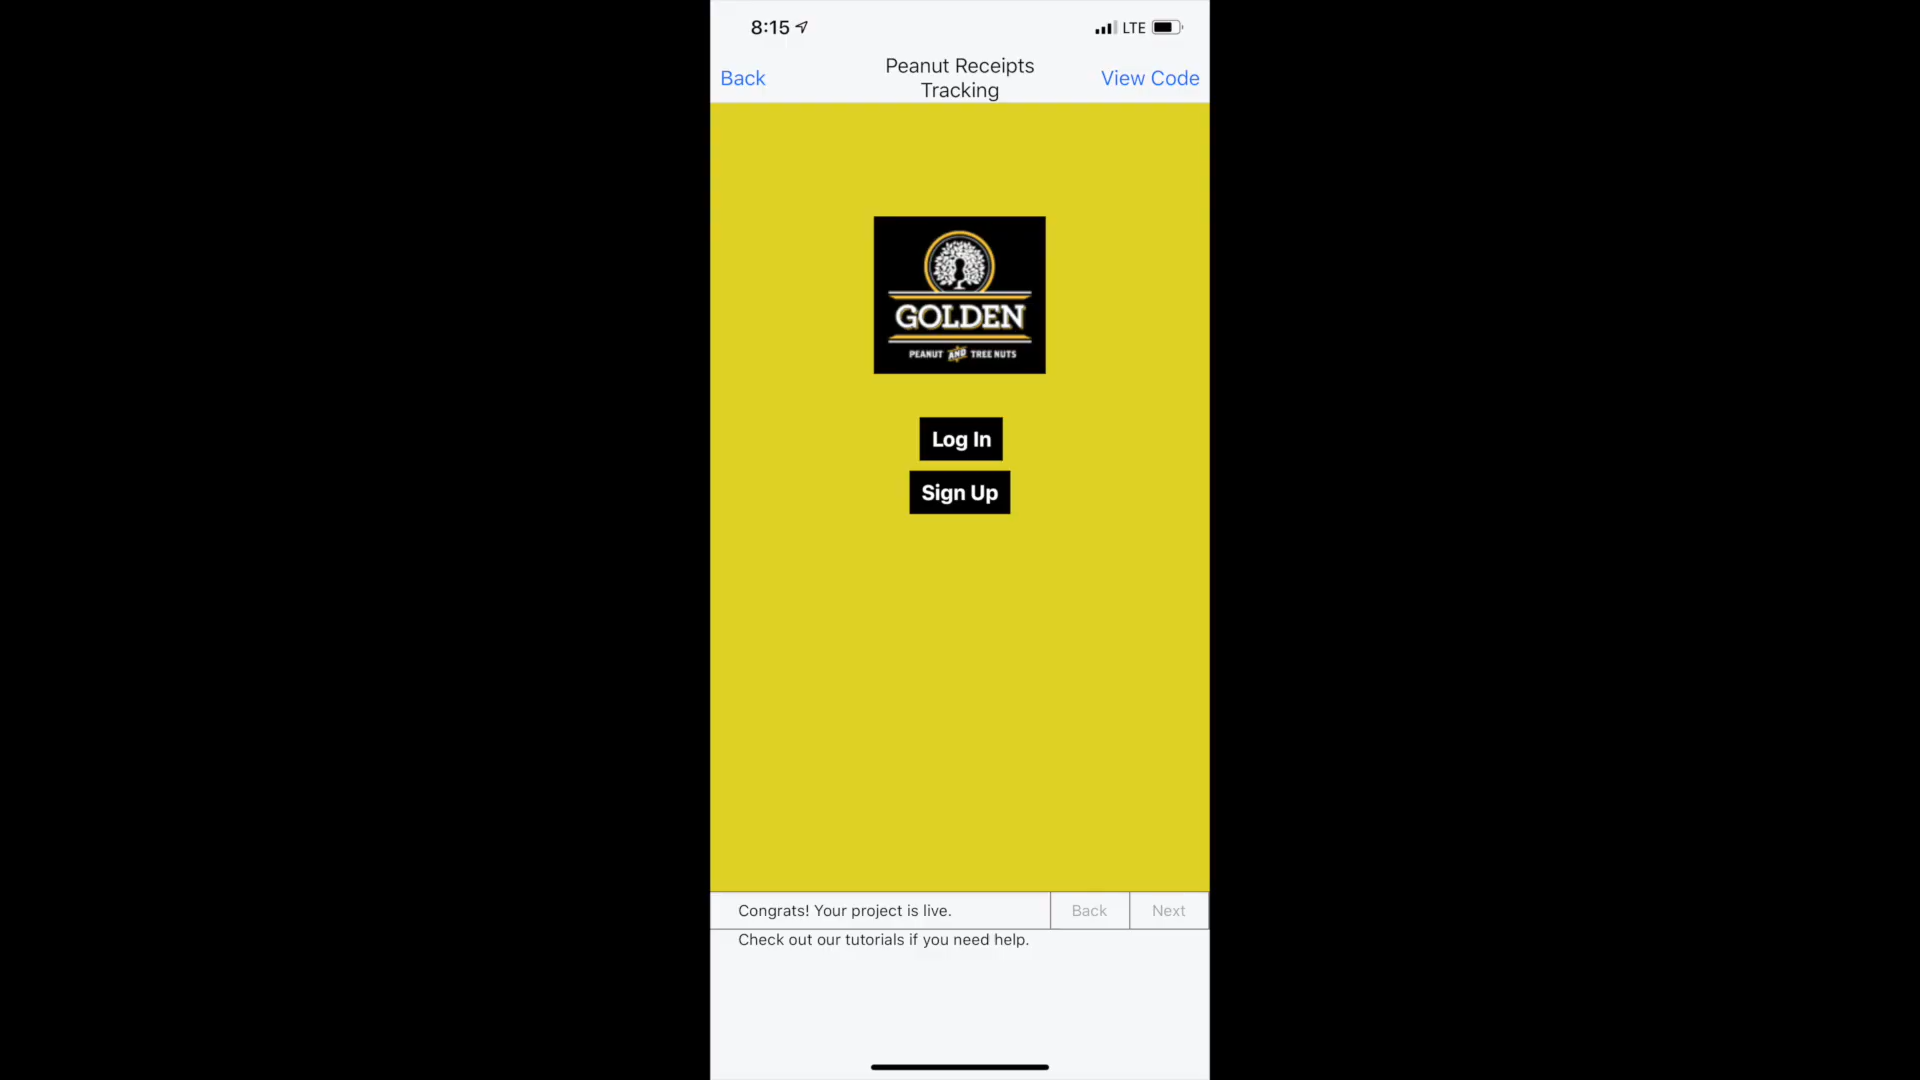 8:15
LTE
Back
Peanut Receipts
Tracking
View Code
GOLDEN
PEANUT AND TREE NUTS
Log In
Sign Up
Congrats! Your project is live.
Back
Next
Check out our tutorials if you need help.